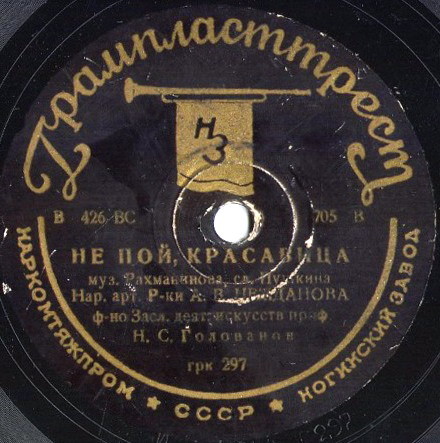 Грампласттрест
НЗ
В 426 ВС 705 В
НЕ ПОЙ, КРАСАВИЦА
муз. Рахманинова, сл. Пушкина
Нар. арт. Р-ки А. В. НЕЖДАНОВА
ф-но Засл. деят. искусств проф
Н. С. Голованов
грк 297
НАРКОМТЯЖПРОМ ★ СССР ★ НОГИНСКИЙ ЗАВОД